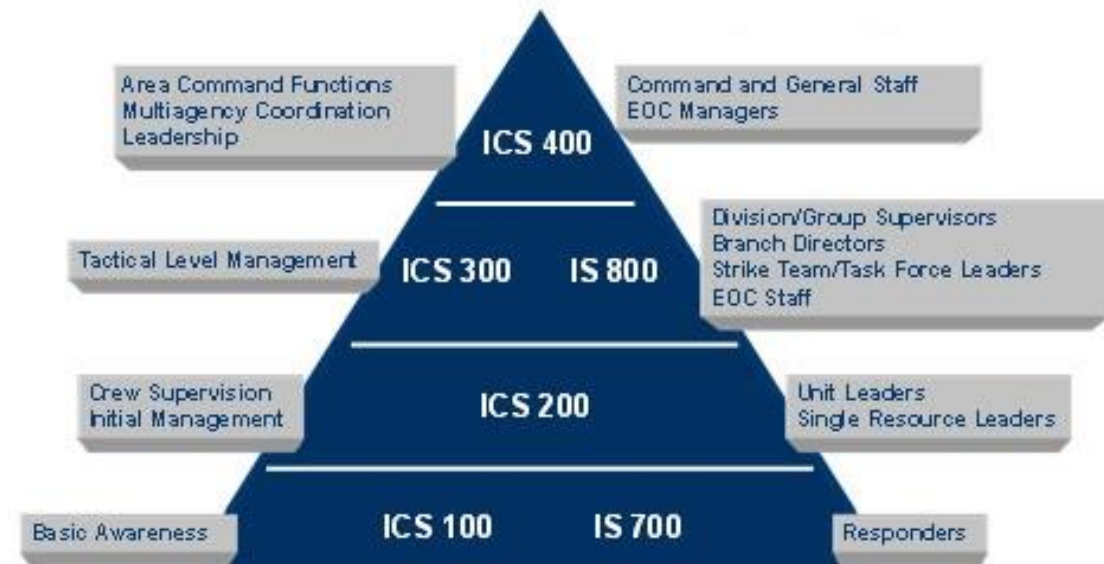 Area Command Functions
Multiagency Coordination
Leadership
ICS 400
Command and General Staff
EOC Managers
Tactical Level Management
ICS 300 IS 800
Division/Group Supervisors
Branch Directors
Strike Team/Task Force Leaders
EOC Staff
Crew Supervision
Initial Management
ICS 200
Unit Leaders
Single Resource Leaders
Basic Awareness
ICS 100 IS 700
Responders